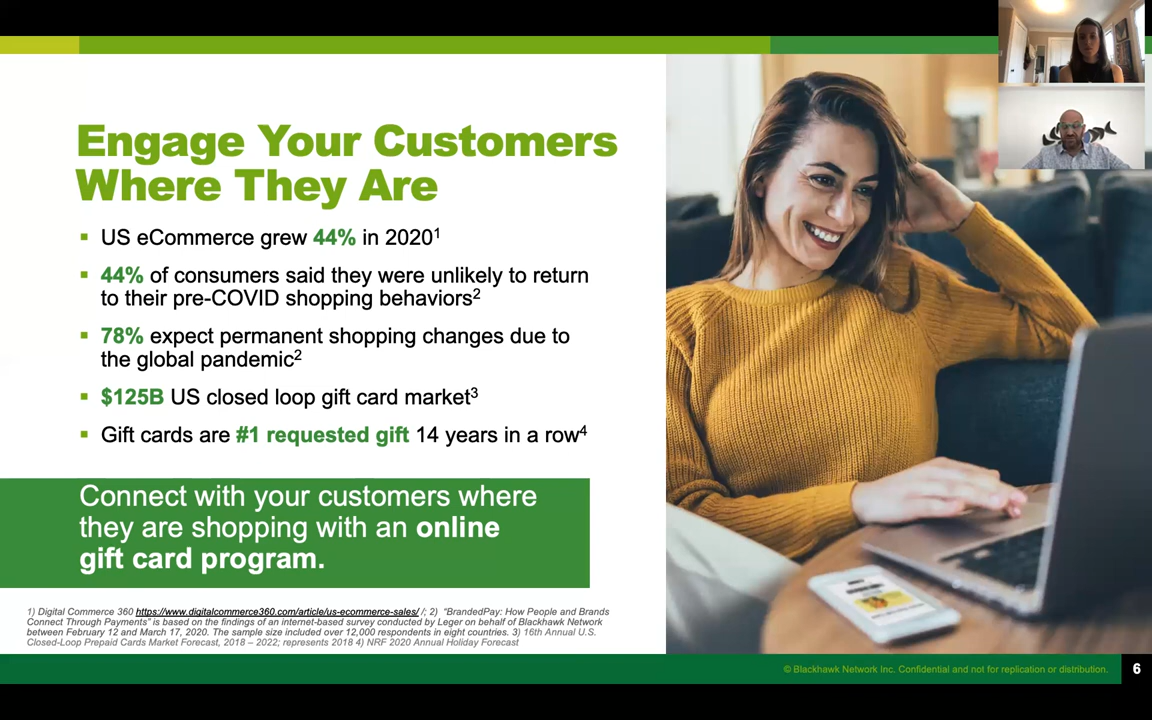 Engage Your Customers
Where They Are
▪ US eCommerce grew 44% in 2020¹
▪ 44% of consumers said they were unlikely to return
to their pre-COVID shopping behaviors²
▪ 78% expect permanent shopping changes due to
the global pandemic²
▪ $125B US closed loop gift card market³
▪ Gift cards are #1 requested gift 14 years in a row⁴
Connect with your customers where
they are shopping with an online
gift card program.
1) Digital Commerce 360 https://www.digitalcommerce360.com/article/us-ecommerce-sales/ /; 2) “BrandedPay: How People and Brands
Connect Through Payments” is based on the findings of an internet-based survey conducted by Leger on behalf of Blackhawk Network
between February 12 and March 17, 2020. The sample size included over 12,000 respondents in eight countries. 3) 16th Annual U.S.
Closed-Loop Prepaid Cards Market Forecast, 2018 – 2022; represents 2018 4) NRF 2020 Annual Holiday Forecast
© Blackhawk Network Inc. Confidential and not for replication or distribution.
6